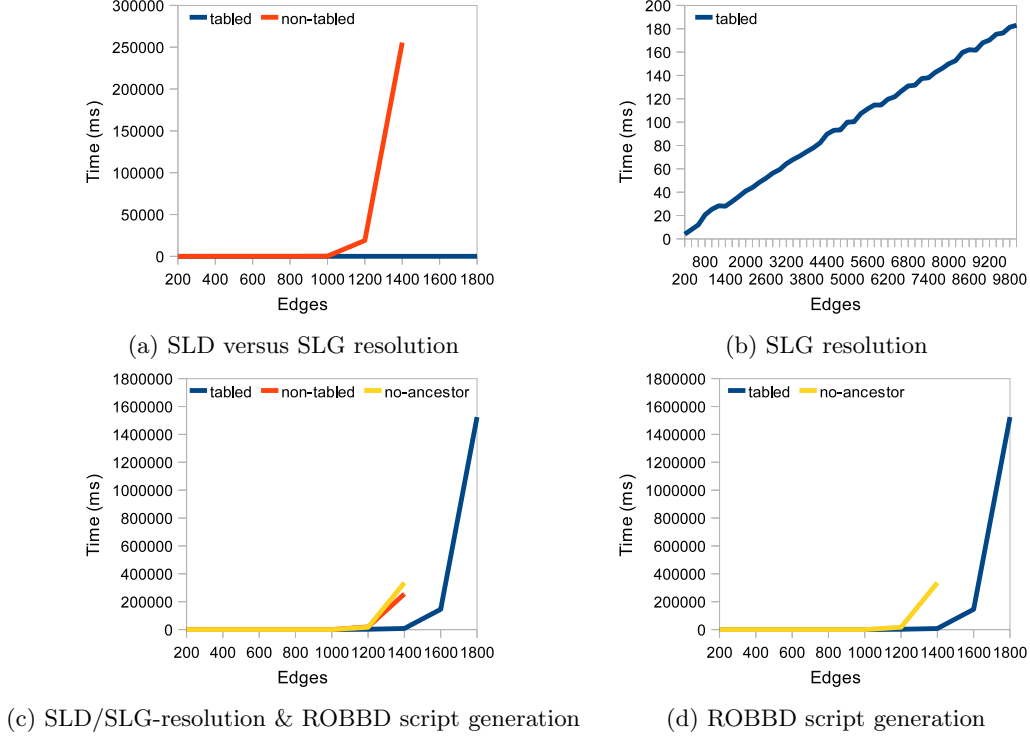 tabled non-tabled
300000
250000
200000
150000
100000
50000
0
Time (ms)
200 400 600 800 1000 1200 1400 1600 1800
Edges
(a) SLD versus SLG resolution
tabled
200
180
160
140
120
100
80
60
40
20
0
Time (ms)
800 2000 3200 4400 5600 6800 8000 9200
200 1400 2600 3800 5000 6200 7400 8600 9800
Edges
(b) SLG resolution
tabled non-tabled no-ancestor
1800000
1600000
1400000
1200000
1000000
800000
600000
400000
200000
0
Time (ms)
200 400 600 800 1000 1200 1400 1600 1800
Edges
(c) SLD/SLG-resolution & ROBBD script generation
tabled no-ancestor
1800000
1600000
1400000
1200000
1000000
800000
600000
400000
200000
0
Time (ms)
200 400 600 800 1000 1200 1400 1600 1800
Edges
(d) ROBBD script generation